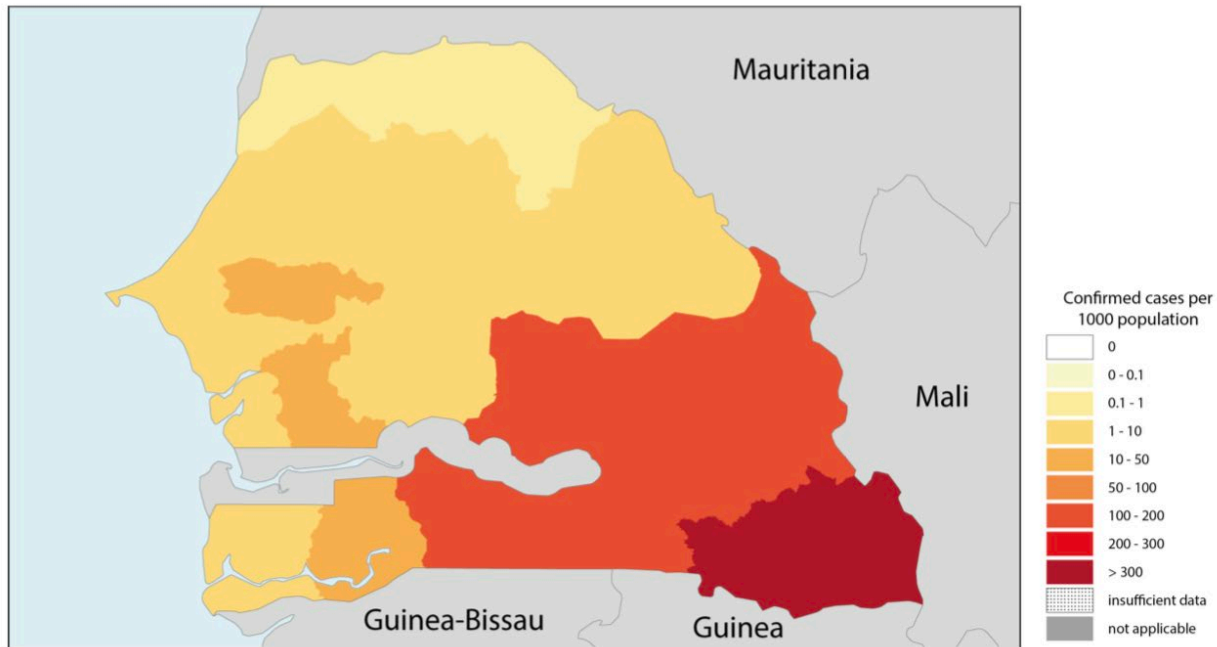 Mauritania
Mali
Guinea-Bissau
Guinea
Confirmed cases per
1000 population
0
0 - 0.1
0.1 - 1
1 - 10
10 - 50
50 - 100
100 - 200
200 - 300
> 300
insufficient data
not applicable